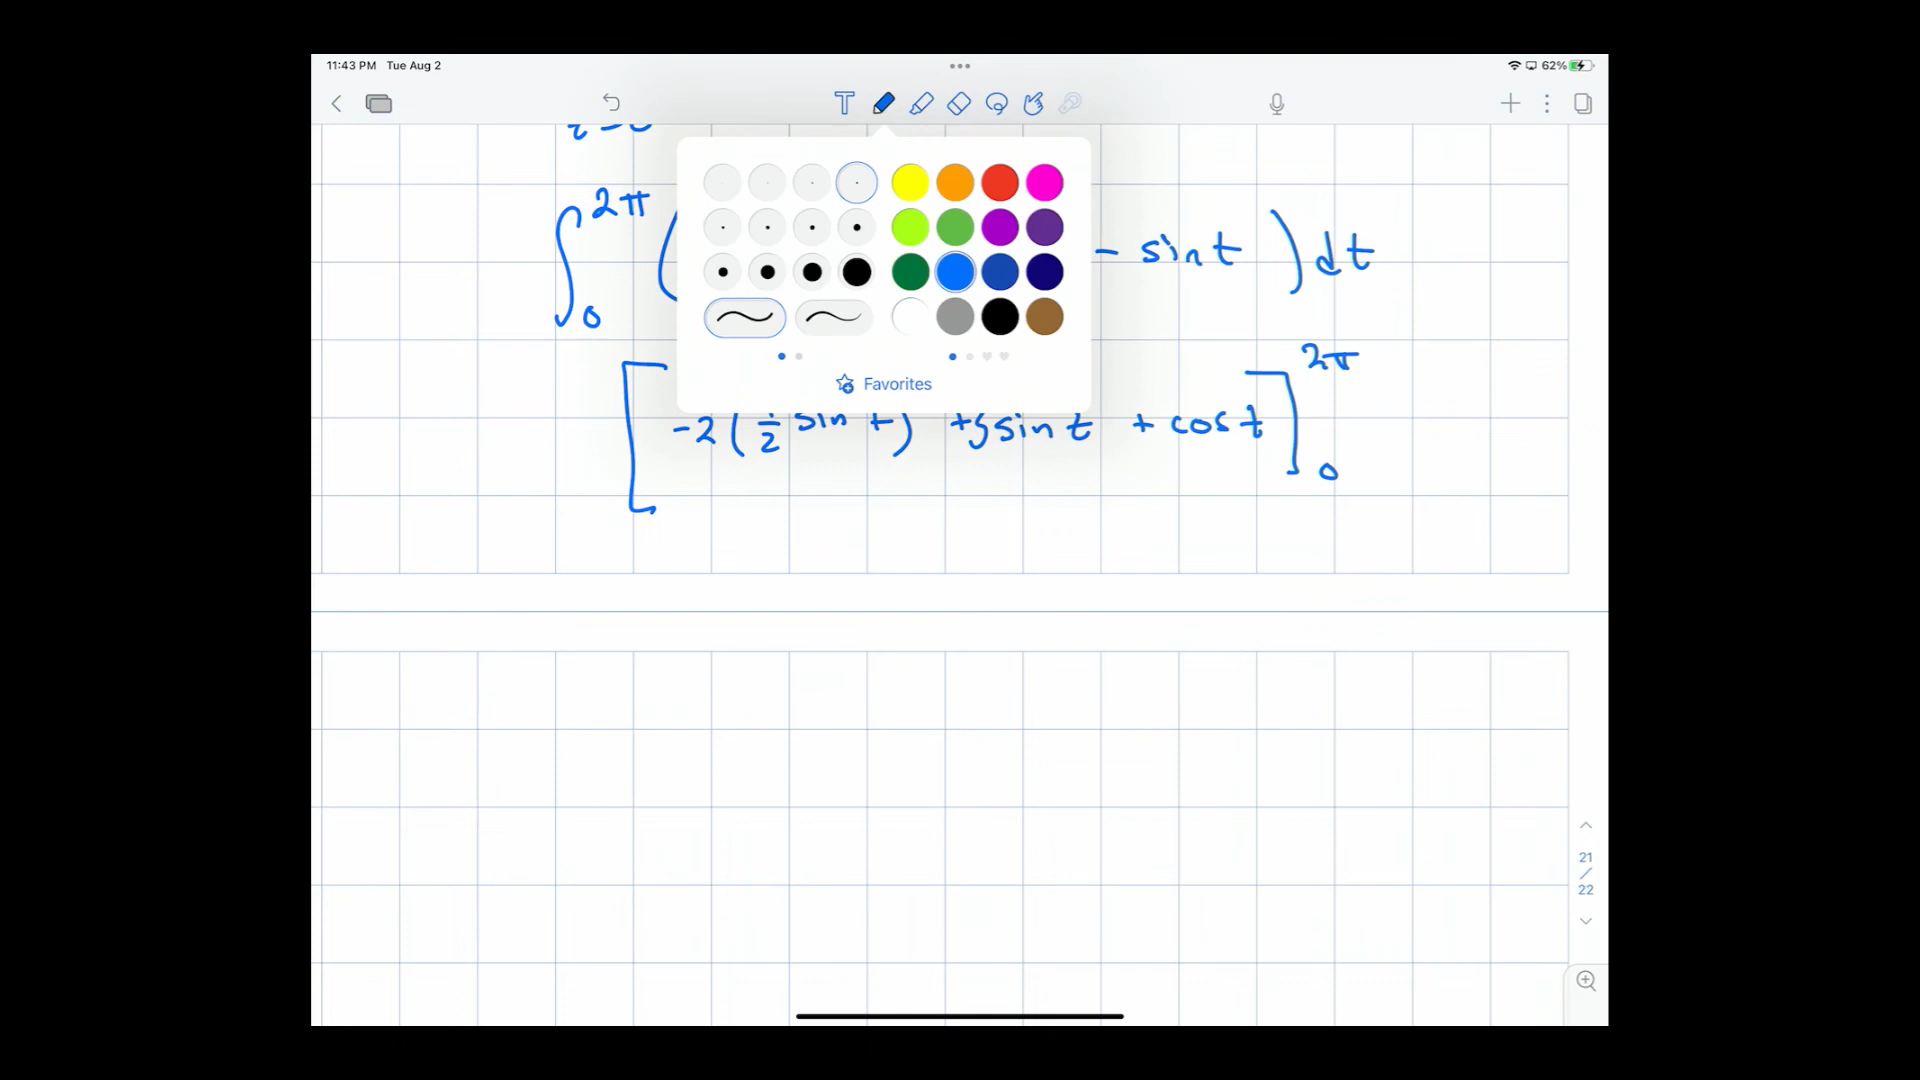 11:43 PM Tue Aug 2
62%
T
∫ 2π ( - sin t ) dt
0
Favorites
[ -2 ( 1/2 sin t ) + 5 sin t + cos t ] 2π
0
21
/
22